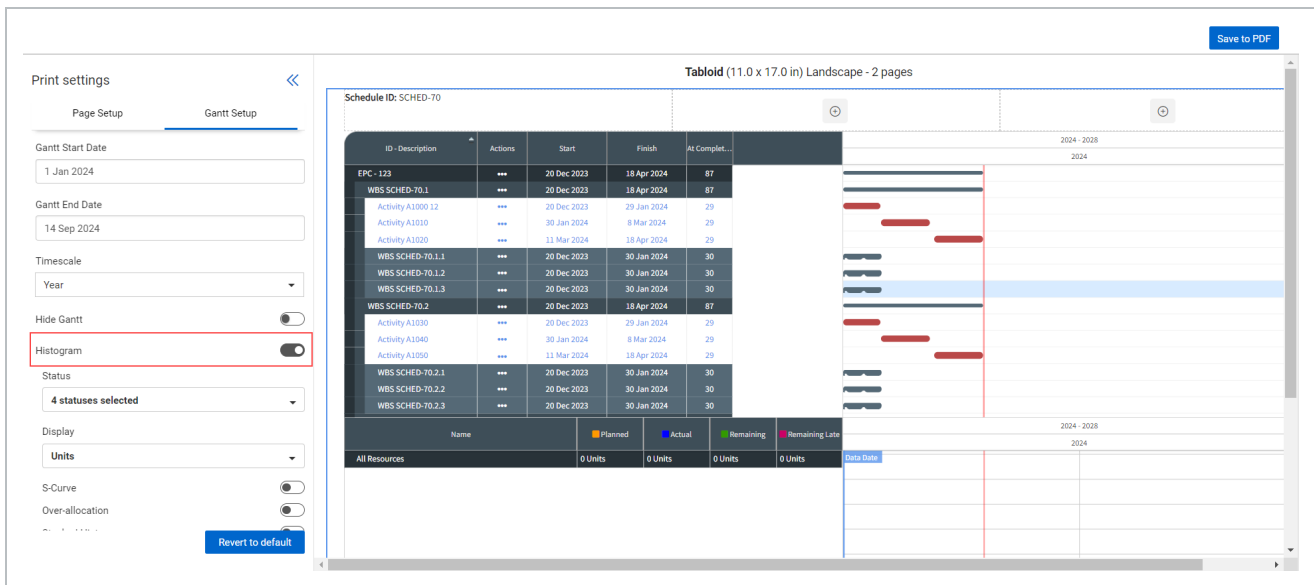 Save to PDF
Print settings
Page Setup Gantt Setup
Gantt Start Date
1 Jan 2024
Gantt End Date
14 Sep 2024
Timescale
Year
Hide Gantt
Histogram
Status
4 statuses selected
Display
Units
S-Curve
Over-allocation
Revert to default
Tabloid (11.0 x 17.0 in) Landscape - 2 pages
Schedule ID: SCHED-70
ID - Description Actions Start Finish At Complet... 2024 - 2028
2024
EPC - 123 ••• 20 Dec 2023 18 Apr 2024 87
WBS SCHED-70.1 ••• 20 Dec 2023 18 Apr 2024 87
Activity A1000 12 ••• 20 Dec 2023 29 Jan 2024 29
Activity A1010 ••• 30 Jan 2024 8 Mar 2024 29
Activity A1020 ••• 11 Mar 2024 18 Apr 2024 29
WBS SCHED-70.1.1 ••• 20 Dec 2023 30 Jan 2024 30
WBS SCHED-70.1.2 ••• 20 Dec 2023 30 Jan 2024 30
WBS SCHED-70.1.3 ••• 20 Dec 2023 30 Jan 2024 30
WBS SCHED-70.2 ••• 20 Dec 2023 18 Apr 2024 87
Activity A1030 ••• 20 Dec 2023 29 Jan 2024 29
Activity A1040 ••• 30 Jan 2024 8 Mar 2024 29
Activity A1050 ••• 11 Mar 2024 18 Apr 2024 29
WBS SCHED-70.2.1 ••• 20 Dec 2023 30 Jan 2024 30
WBS SCHED-70.2.2 ••• 20 Dec 2023 30 Jan 2024 30
WBS SCHED-70.2.3 ••• 20 Dec 2023 30 Jan 2024 30
Name Planned Actual Remaining Remaining Late 2024 - 2028
2024
All Resources 0 Units 0 Units 0 Units 0 Units Data Date